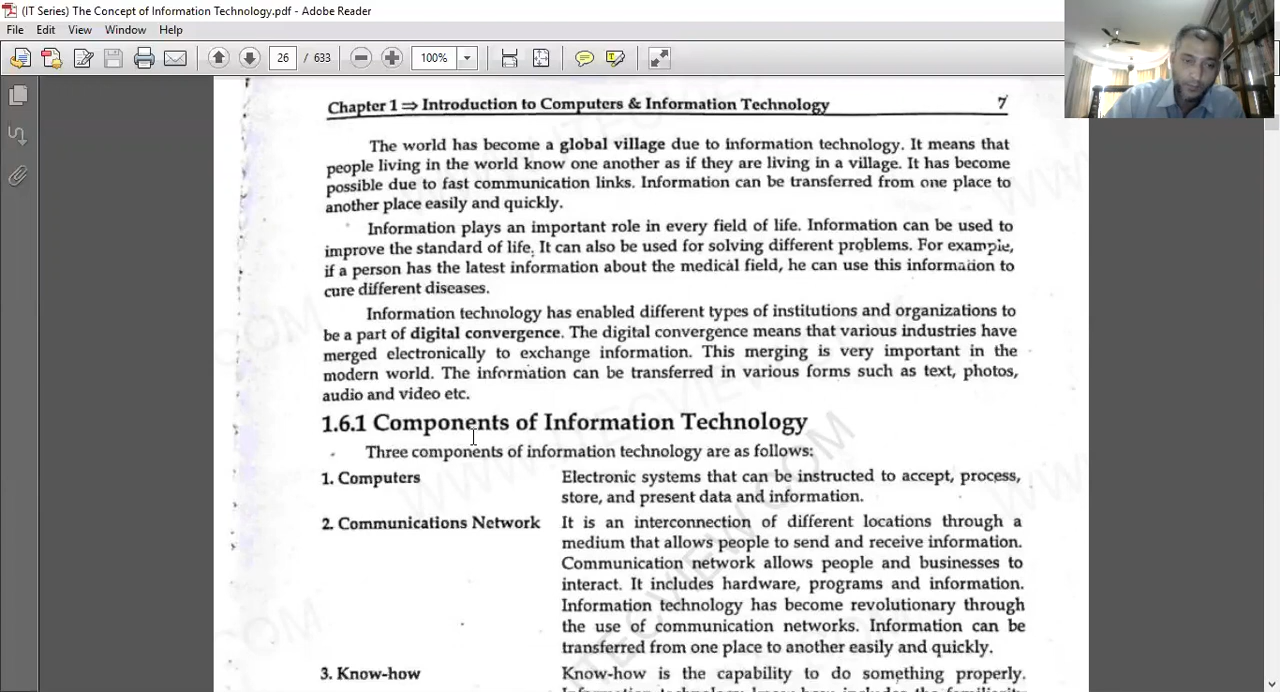 (IT Series) The Concept of Information Technology.pdf - Adobe Reader
File Edit View Window Help
26 / 633 100%
Chapter 1 ⇒ Introduction to Computers & Information Technology 7
The world has become a global village due to information technology. It means that
people living in the world know one another as if they are living in a village. It has become
possible due to fast communication links. Information can be transferred from one place to
another place easily and quickly.
Information plays an important role in every field of life. Information can be used to
improve the standard of life. It can also be used for solving different problems. For example,
if a person has the latest information about the medical field, he can use this information to
cure different diseases.
Information technology has enabled different types of institutions and organizations to
be a part of digital convergence. The digital convergence means that various industries have
merged electronically to exchange information. This merging is very important in the
modern world. The information can be transferred in various forms such as text, photos,
audio and video etc.
1.6.1 Components of Information Technology
Three components of information technology are as follows:
1. Computers Electronic systems that can be instructed to accept, process,
store, and present data and information.
2. Communications Network It is an interconnection of different locations through a
medium that allows people to send and receive information.
Communication network allows people and businesses to
interact. It includes hardware, programs and information.
Information technology has become revolutionary through
the use of communication networks. Information can be
transferred from one place to another easily and quickly.
3. Know-how Know-how is the capability to do something properly.